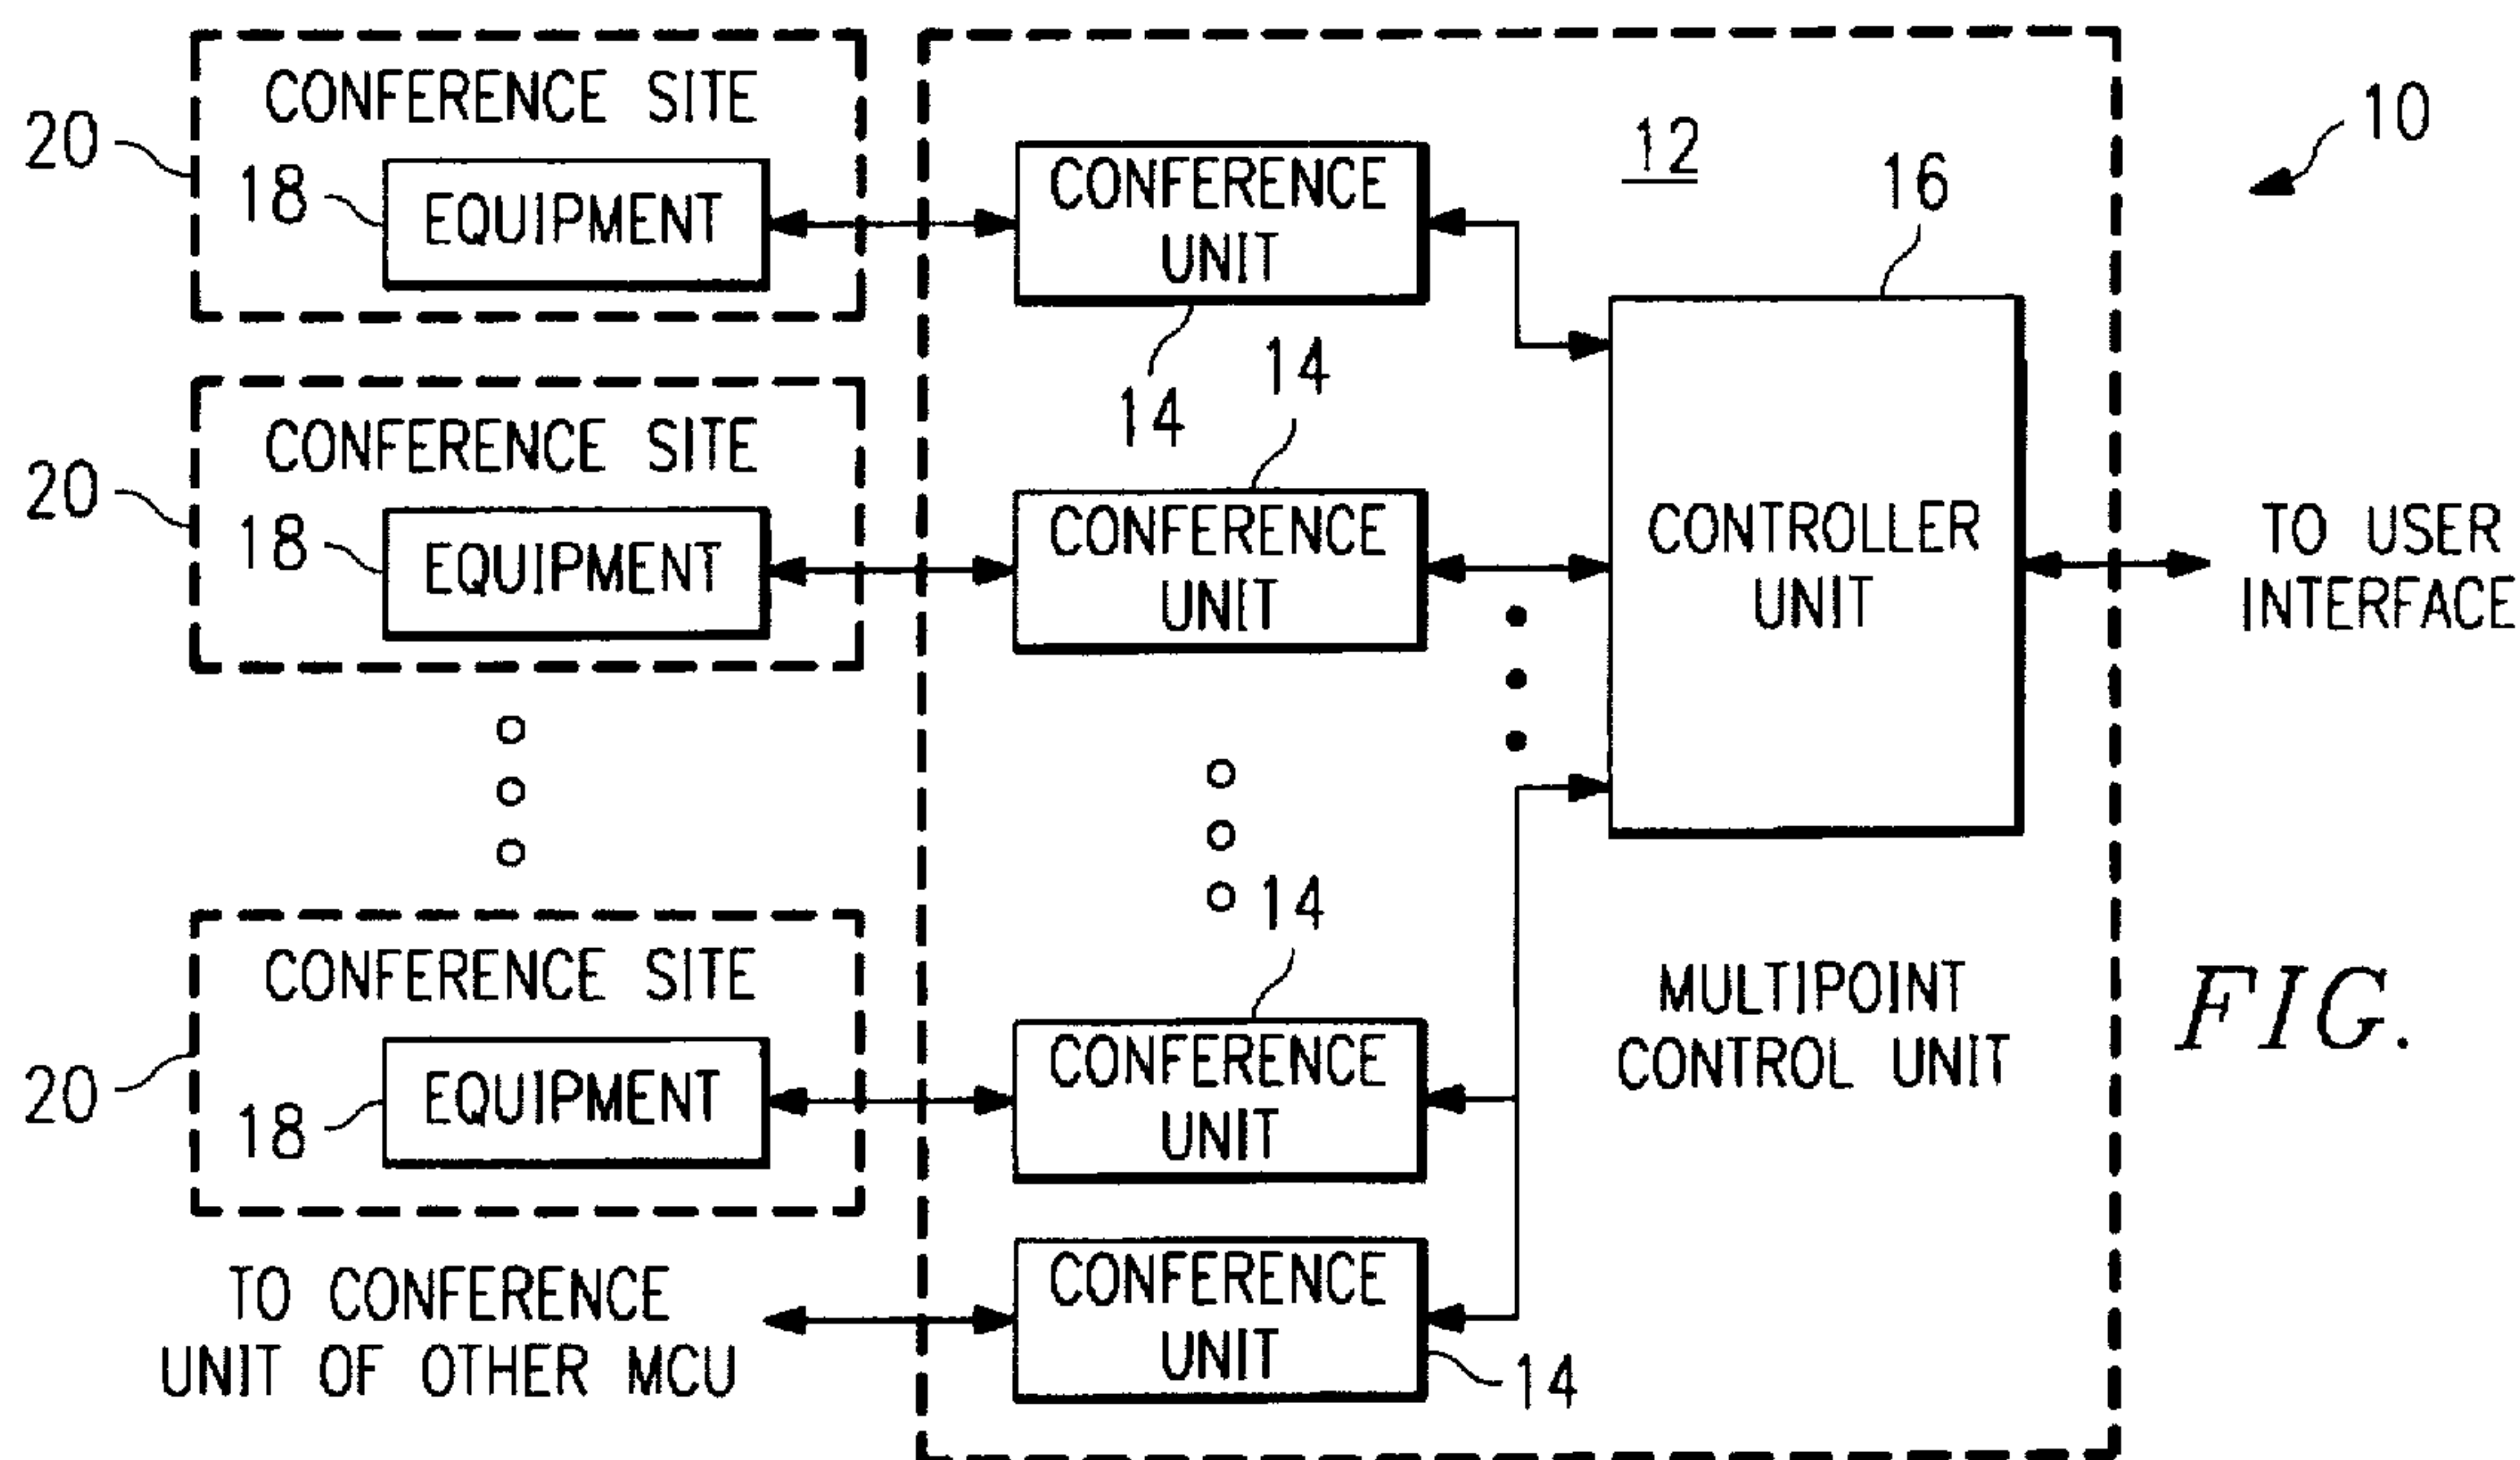 CONFERENCE SITE
20
18
EQUIPMENT
CONFERENCE
UNIT
14
12
16
10
CONFERENCE SITE
20
18
EQUIPMENT
14
CONFERENCE
UNIT
CONTROLLER
UNIT
TO USER
INTERFACE
CONFERENCE SITE
20
18
EQUIPMENT
14
CONFERENCE
UNIT
MULTIPOINT
CONTROL UNIT
FIG.
TO CONFERENCE
UNIT OF OTHER MCU
CONFERENCE
UNIT
14